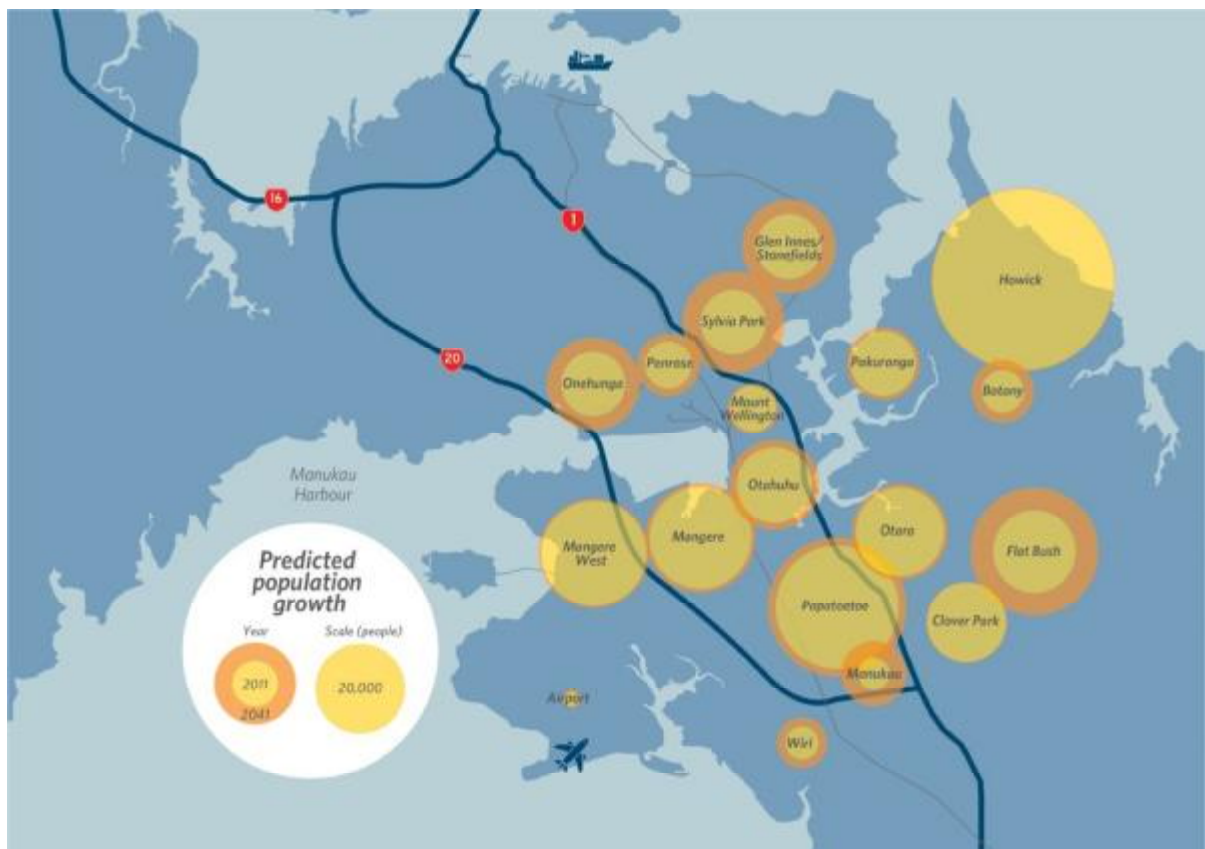 16
1
Glen Innes/
Stonefields
Howick
Sylvia Park
20
Penrose
Pakuranga
Onehunga
Botany
Mount
Wellington
Manukau
Harbour
Otahuhu
Mangere
Otara
Mangere
West
Flat Bush
Papatoetoe
Clover Park
Manukau
Airport
Wiri
Predicted
population
growth
Year
Scale (people)
2011
2041
20,000